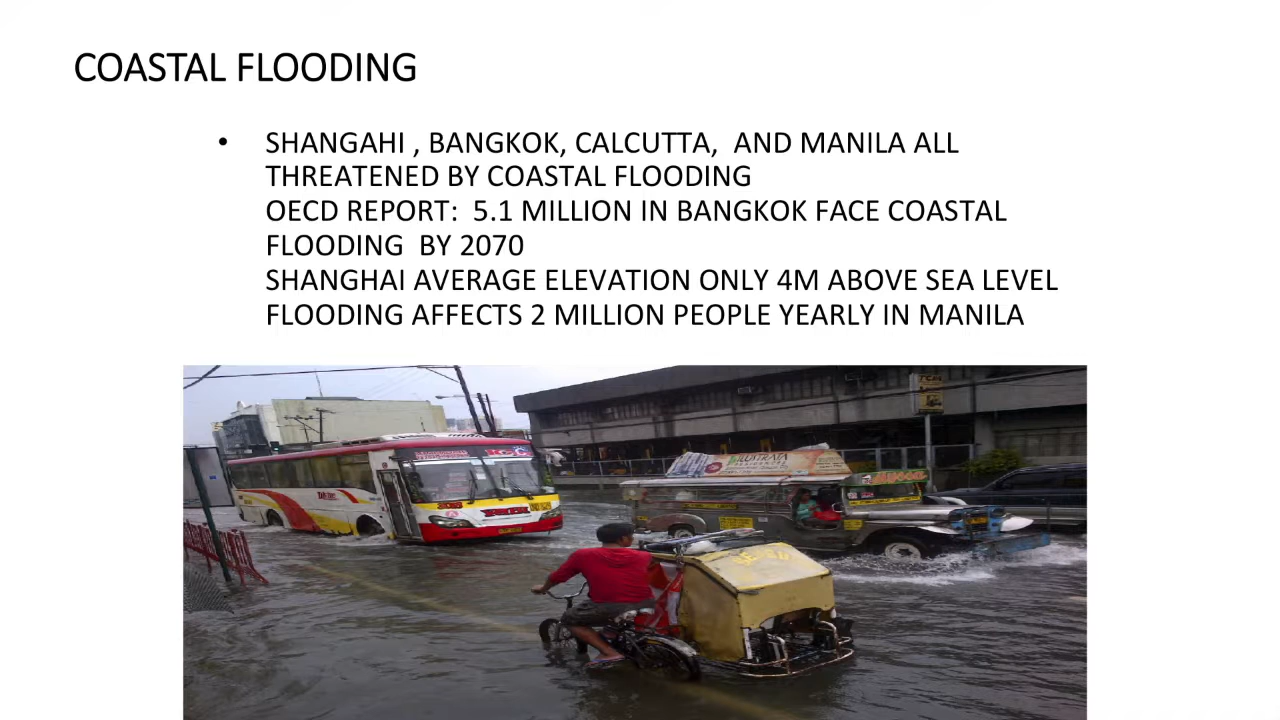 COASTAL FLOODING
• SHANGAHI , BANGKOK, CALCUTTA,  AND MANILA ALL
THREATENED BY COASTAL FLOODING
OECD REPORT:  5.1 MILLION IN BANGKOK FACE COASTAL
FLOODING  BY 2070
SHANGHAI AVERAGE ELEVATION ONLY 4M ABOVE SEA LEVEL
FLOODING AFFECTS 2 MILLION PEOPLE YEARLY IN MANILA